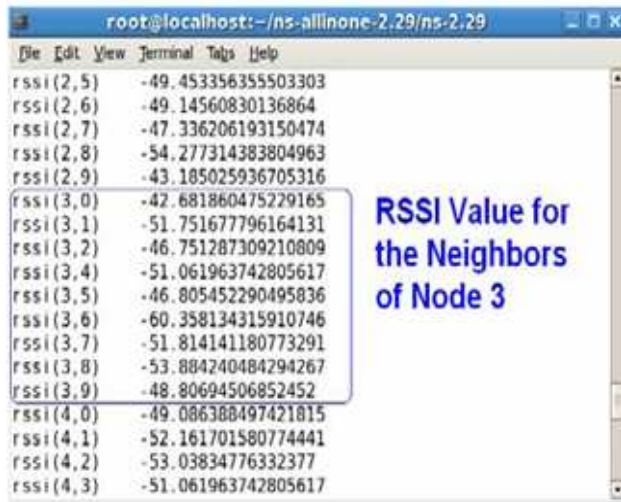 root@localhost:~/ns-allinone-2.29/ns-2.29
File Edit View Terminal Tabs Help
rssi(2,5) -49.453356355503303
rssi(2,6) -49.14560830136864
rssi(2,7) -47.336206193150474
rssi(2,8) -54.277314383804963
rssi(2,9) -43.185025936705316
rssi(3,0) -42.681860475229165
rssi(3,1) -51.751677796164131
rssi(3,2) -46.751287309210809
rssi(3,4) -51.061963742805617
rssi(3,5) -46.805452290495836
rssi(3,6) -60.358134315910746
rssi(3,7) -51.814141180773291
rssi(3,8) -53.884240484294267
rssi(3,9) -48.80694506852452
rssi(4,0) -49.086388497421815
rssi(4,1) -52.161701580774441
rssi(4,2) -53.03834776332377
rssi(4,3) -51.061963742805617
RSSI Value for
the Neighbors
of Node 3